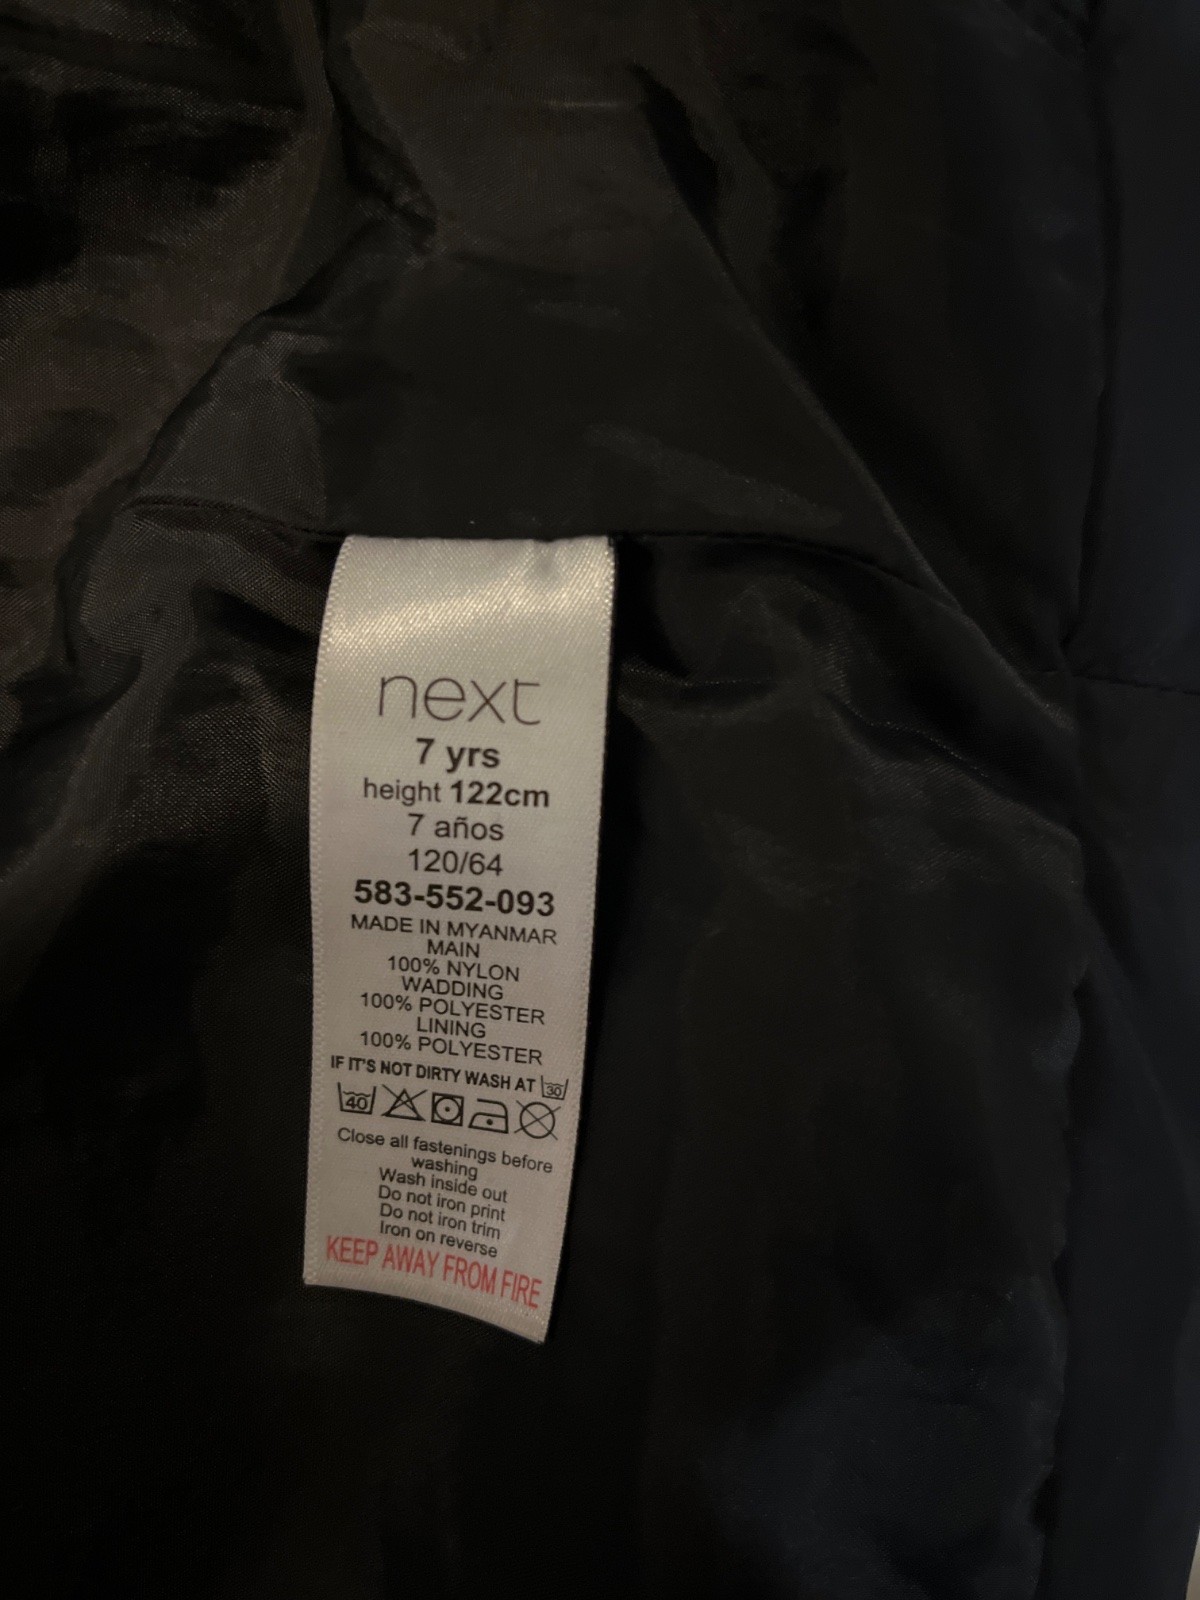 next
7 yrs
height 122cm
7 años
120/64
583-552-093
MADE IN MYANMAR
MAIN
100% NYLON
WADDING
100% POLYESTER
LINING
100% POLYESTER
IF IT'S NOT DIRTY WASH AT 30
40
Close all fastenings before
washing
Wash inside out
Do not iron print
Do not iron trim
Iron on reverse
KEEP AWAY FROM FIRE